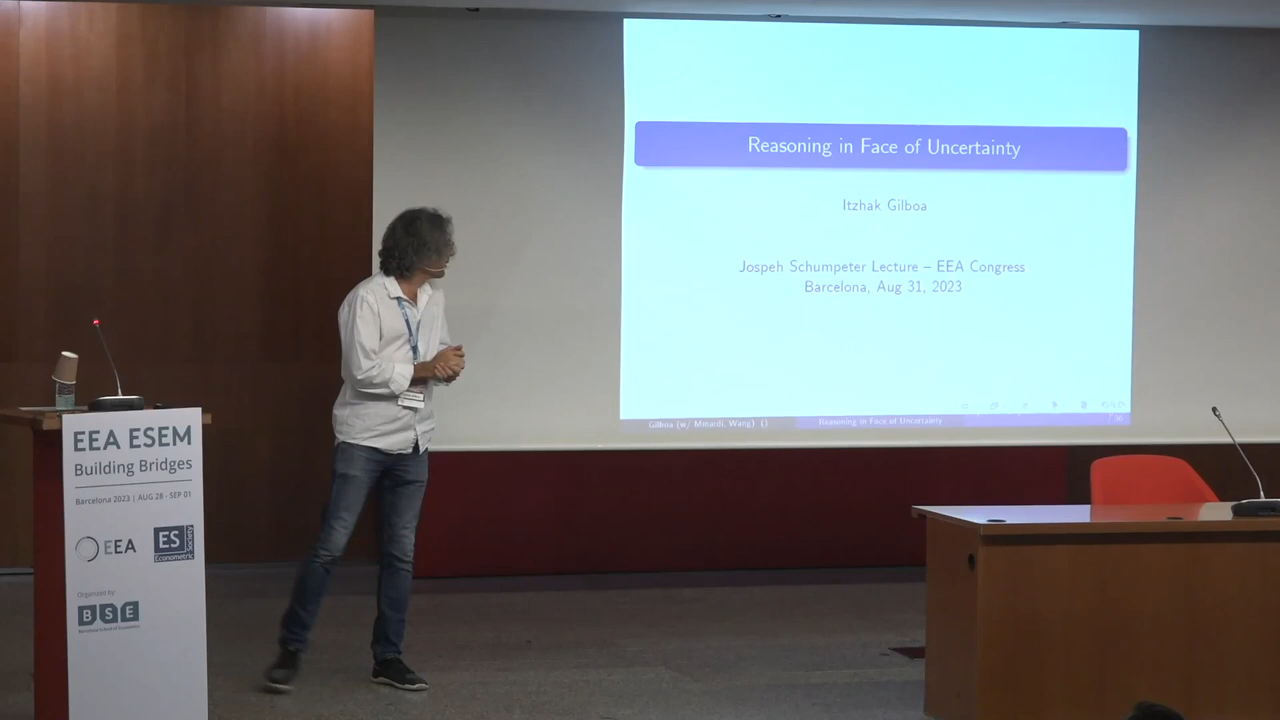 Reasoning in Face of Uncertainty
Itzhak Gilboa
Jospeh Schumpeter Lecture – EEA Congress
Barcelona, Aug 31, 2023
Gilboa (w/ Minardi, Wang) ()
Reasoning in Face of Uncertainty
EEA ESEM
Building Bridges
Barcelona 2023 | AUG 28 - SEP 01
EEA
ES
Econometric
Society
Organized by:
BSE
Barcelona School of Economics